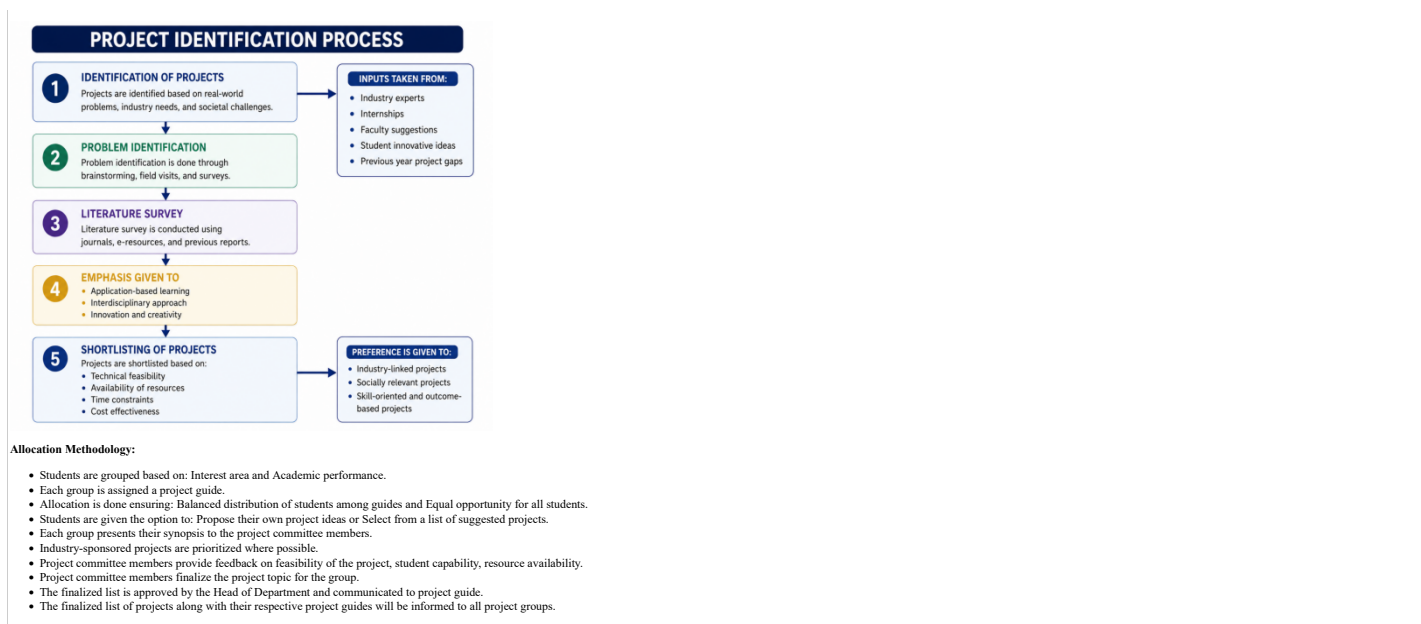 PROJECT IDENTIFICATION PROCESS
1
IDENTIFICATION OF PROJECTS
Projects are identified based on real-world
problems, industry needs, and societal challenges.
INPUTS TAKEN FROM:
• Industry experts
• Internships
• Faculty suggestions
• Student innovative ideas
• Previous year project gaps
2
PROBLEM IDENTIFICATION
Problem identification is done through
brainstorming, field visits, and surveys.
3
LITERATURE SURVEY
Literature survey is conducted using
journals, e-resources, and previous reports.
4
EMPHASIS GIVEN TO
• Application-based learning
• Interdisciplinary approach
• Innovation and creativity
5
SHORTLISTING OF PROJECTS
Projects are shortlisted based on:
• Technical feasibility
• Availability of resources
• Time constraints
• Cost effectiveness
PREFERENCE IS GIVEN TO:
• Industry-linked projects
• Socially relevant projects
• Skill-oriented and outcome-
based projects
Allocation Methodology:
• Students are grouped based on: Interest area and Academic performance.
• Each group is assigned a project guide.
• Allocation is done ensuring: Balanced distribution of students among guides and Equal opportunity for all students.
• Students are given the option to: Propose their own project ideas or Select from a list of suggested projects.
• Each group presents their synopsis to the project committee members.
• Industry-sponsored projects are prioritized where possible.
• Project committee members provide feedback on feasibility of the project, student capability, resource availability.
• Project committee members finalize the project topic for the group.
• The finalized list is approved by the Head of Department and communicated to project guide.
• The finalized list of projects along with their respective project guides will be informed to all project groups.